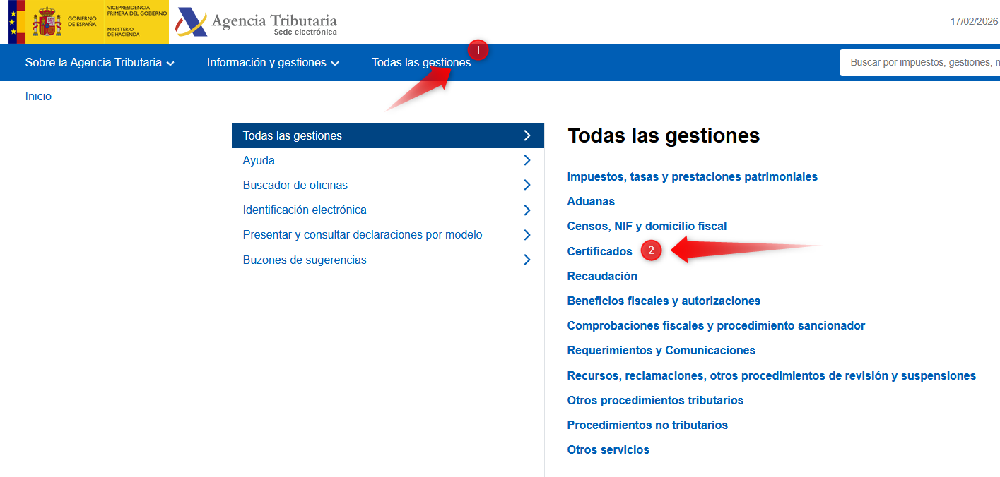 GOBIERNO
DE ESPAÑA
VICEPRESIDENCIA
PRIMERA DEL GOBIERNO
MINISTERIO
DE HACIENDA
Agencia Tributaria
Sede electrónica
17/02/2026
Sobre la Agencia Tributaria
Información y gestiones
Todas las gestiones
1
Buscar por impuestos, gestiones,
Inicio
Todas las gestiones
Ayuda
Buscador de oficinas
Identificación electrónica
Presentar y consultar declaraciones por modelo
Buzones de sugerencias
Todas las gestiones
Impuestos, tasas y prestaciones patrimoniales
Aduanas
Censos, NIF y domicilio fiscal
Certificados
2
Recaudación
Beneficios fiscales y autorizaciones
Comprobaciones fiscales y procedimiento sancionador
Requerimientos y Comunicaciones
Recursos, reclamaciones, otros procedimientos de revisión y suspensiones
Otros procedimientos tributarios
Procedimientos no tributarios
Otros servicios